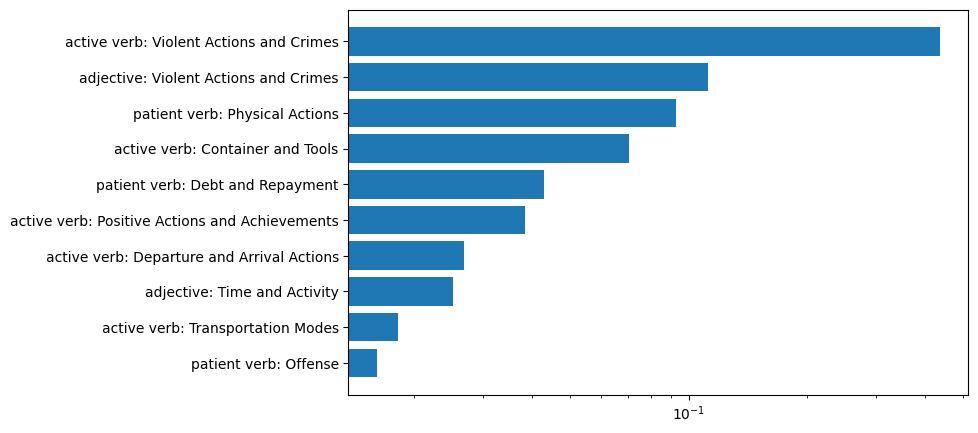 active verb: Violent Actions and Crimes
adjective: Violent Actions and Crimes
patient verb: Physical Actions
active verb: Container and Tools
patient verb: Debt and Repayment
active verb: Positive Actions and Achievements
active verb: Departure and Arrival Actions
adjective: Time and Activity
active verb: Transportation Modes
patient verb: Offense
10⁻¹